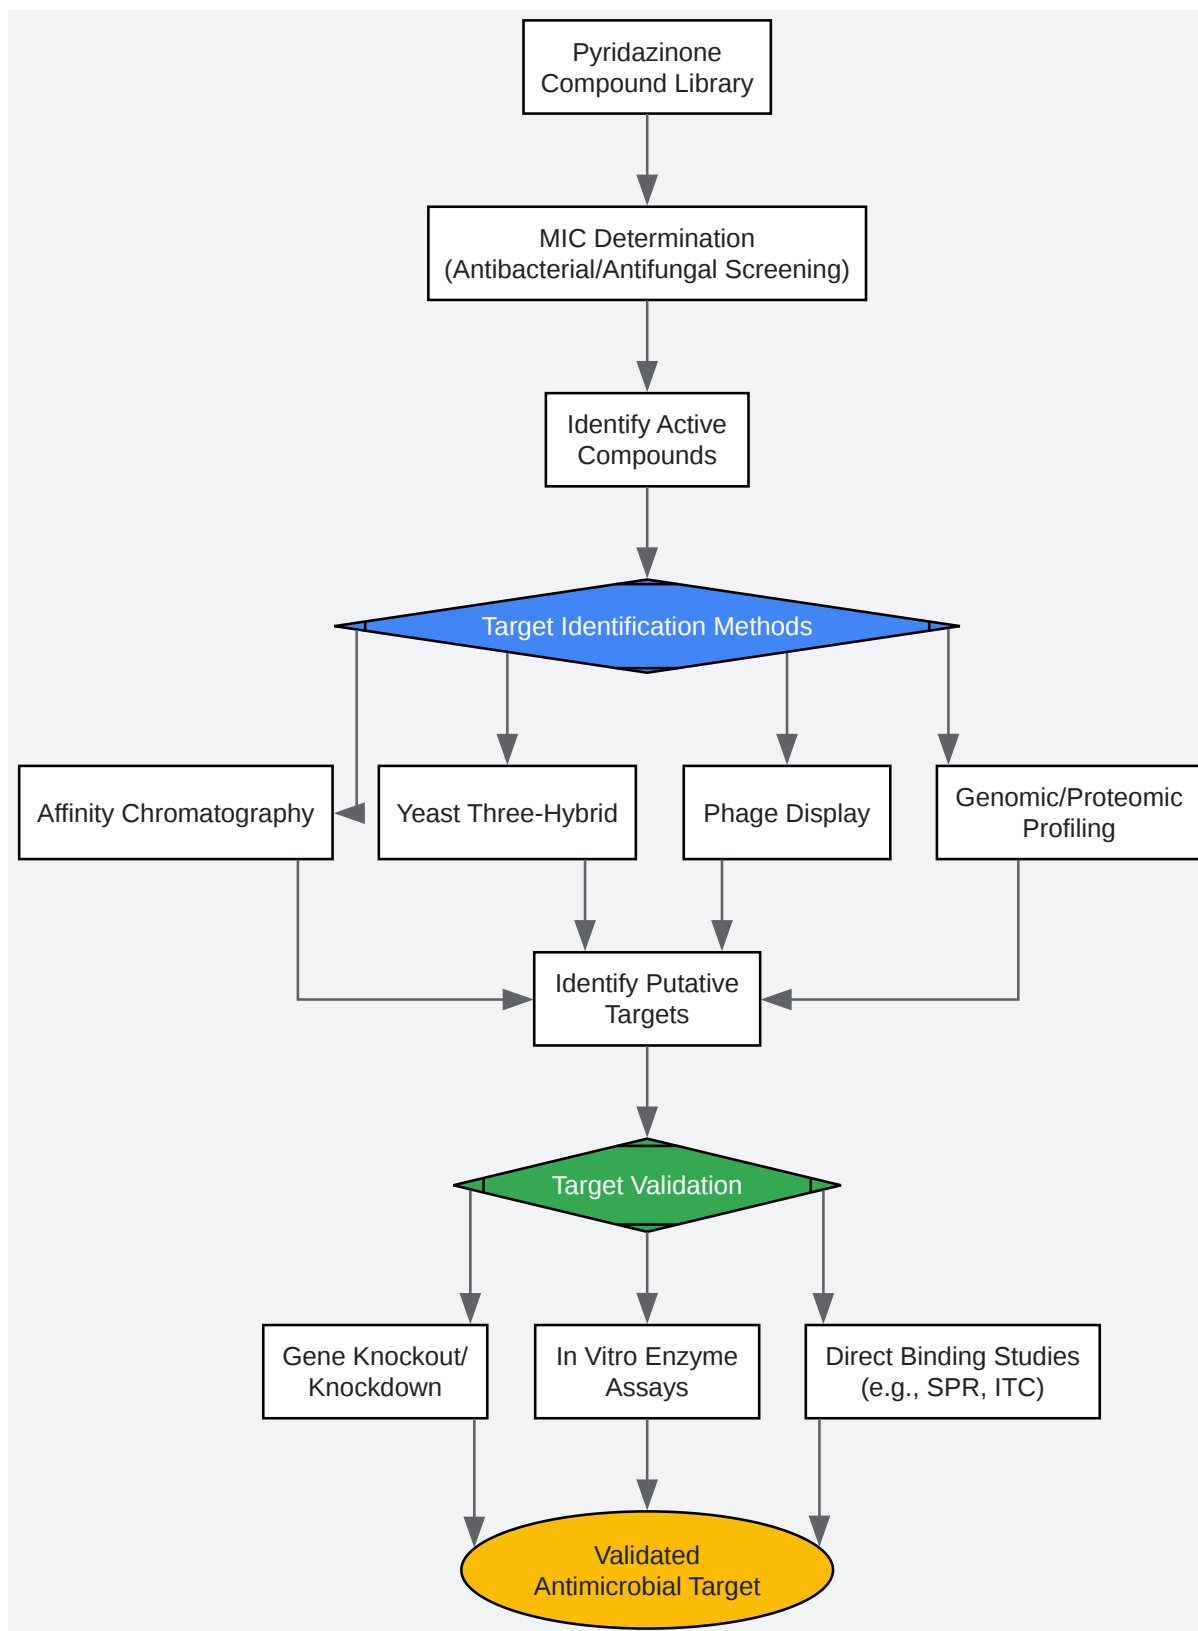 Pyridazinone
Compound Library
MIC Determination
(Antibacterial/Antifungal Screening)
Identify Active
Compounds
Target Identification Methods
Affinity Chromatography
Yeast Three-Hybrid
Phage Display
Genomic/Proteomic
Profiling
Identify Putative
Targets
Target Validation
Gene Knockout/
Knockdown
In Vitro Enzyme
Assays
Direct Binding Studies
(e.g., SPR, ITC)
Validated
Antimicrobial Target